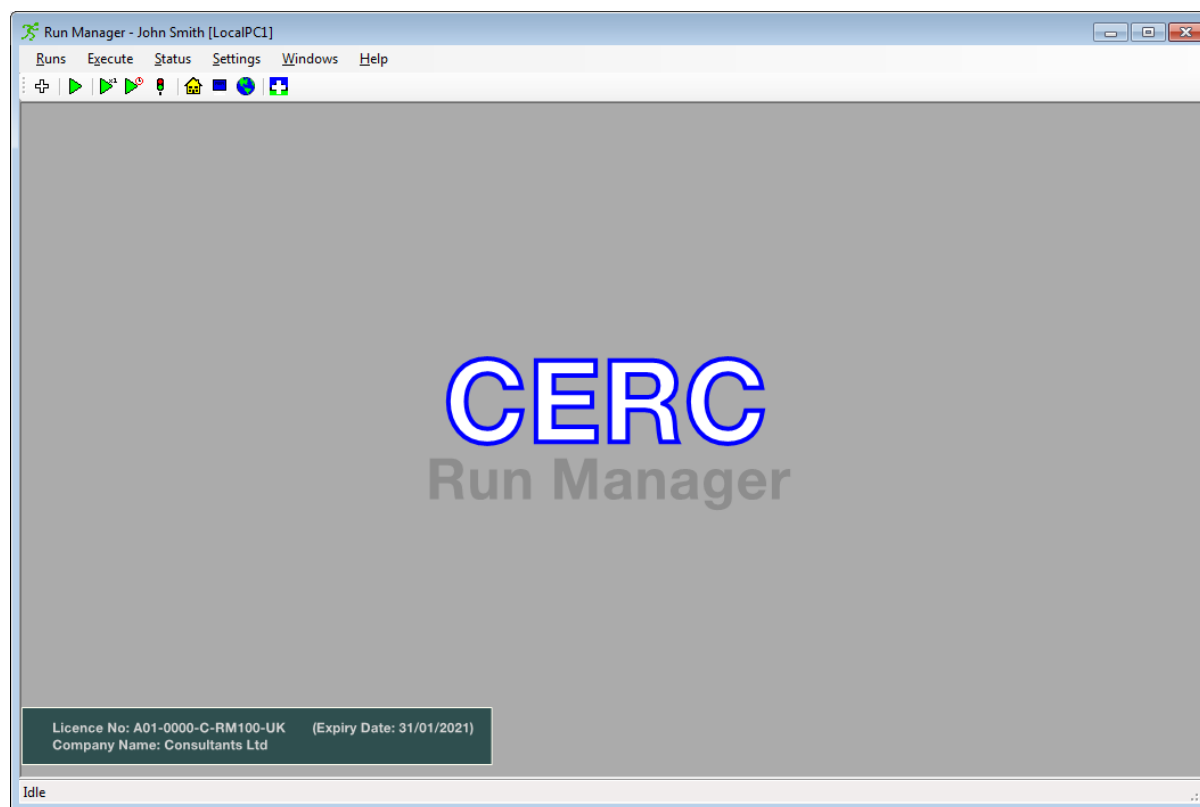 Run Manager - John Smith [LocalPC1]
Runs Execute Status Settings Windows Help
CERC
Run Manager
Licence No: A01-0000-C-RM100-UK (Expiry Date: 31/01/2021)
Company Name: Consultants Ltd
Idle